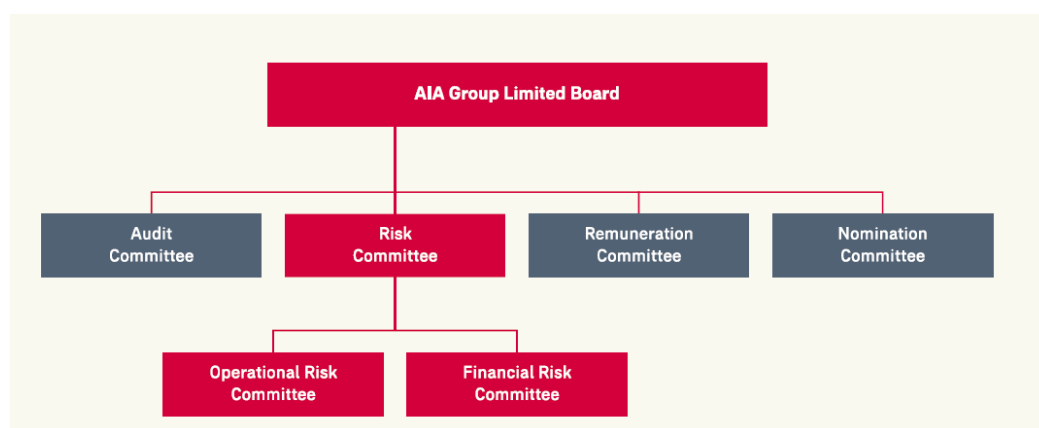 AIA Group Limited Board
Audit
Committee
Risk
Committee
Remuneration
Committee
Nomination
Committee
Operational Risk
Committee
Financial Risk
Committee